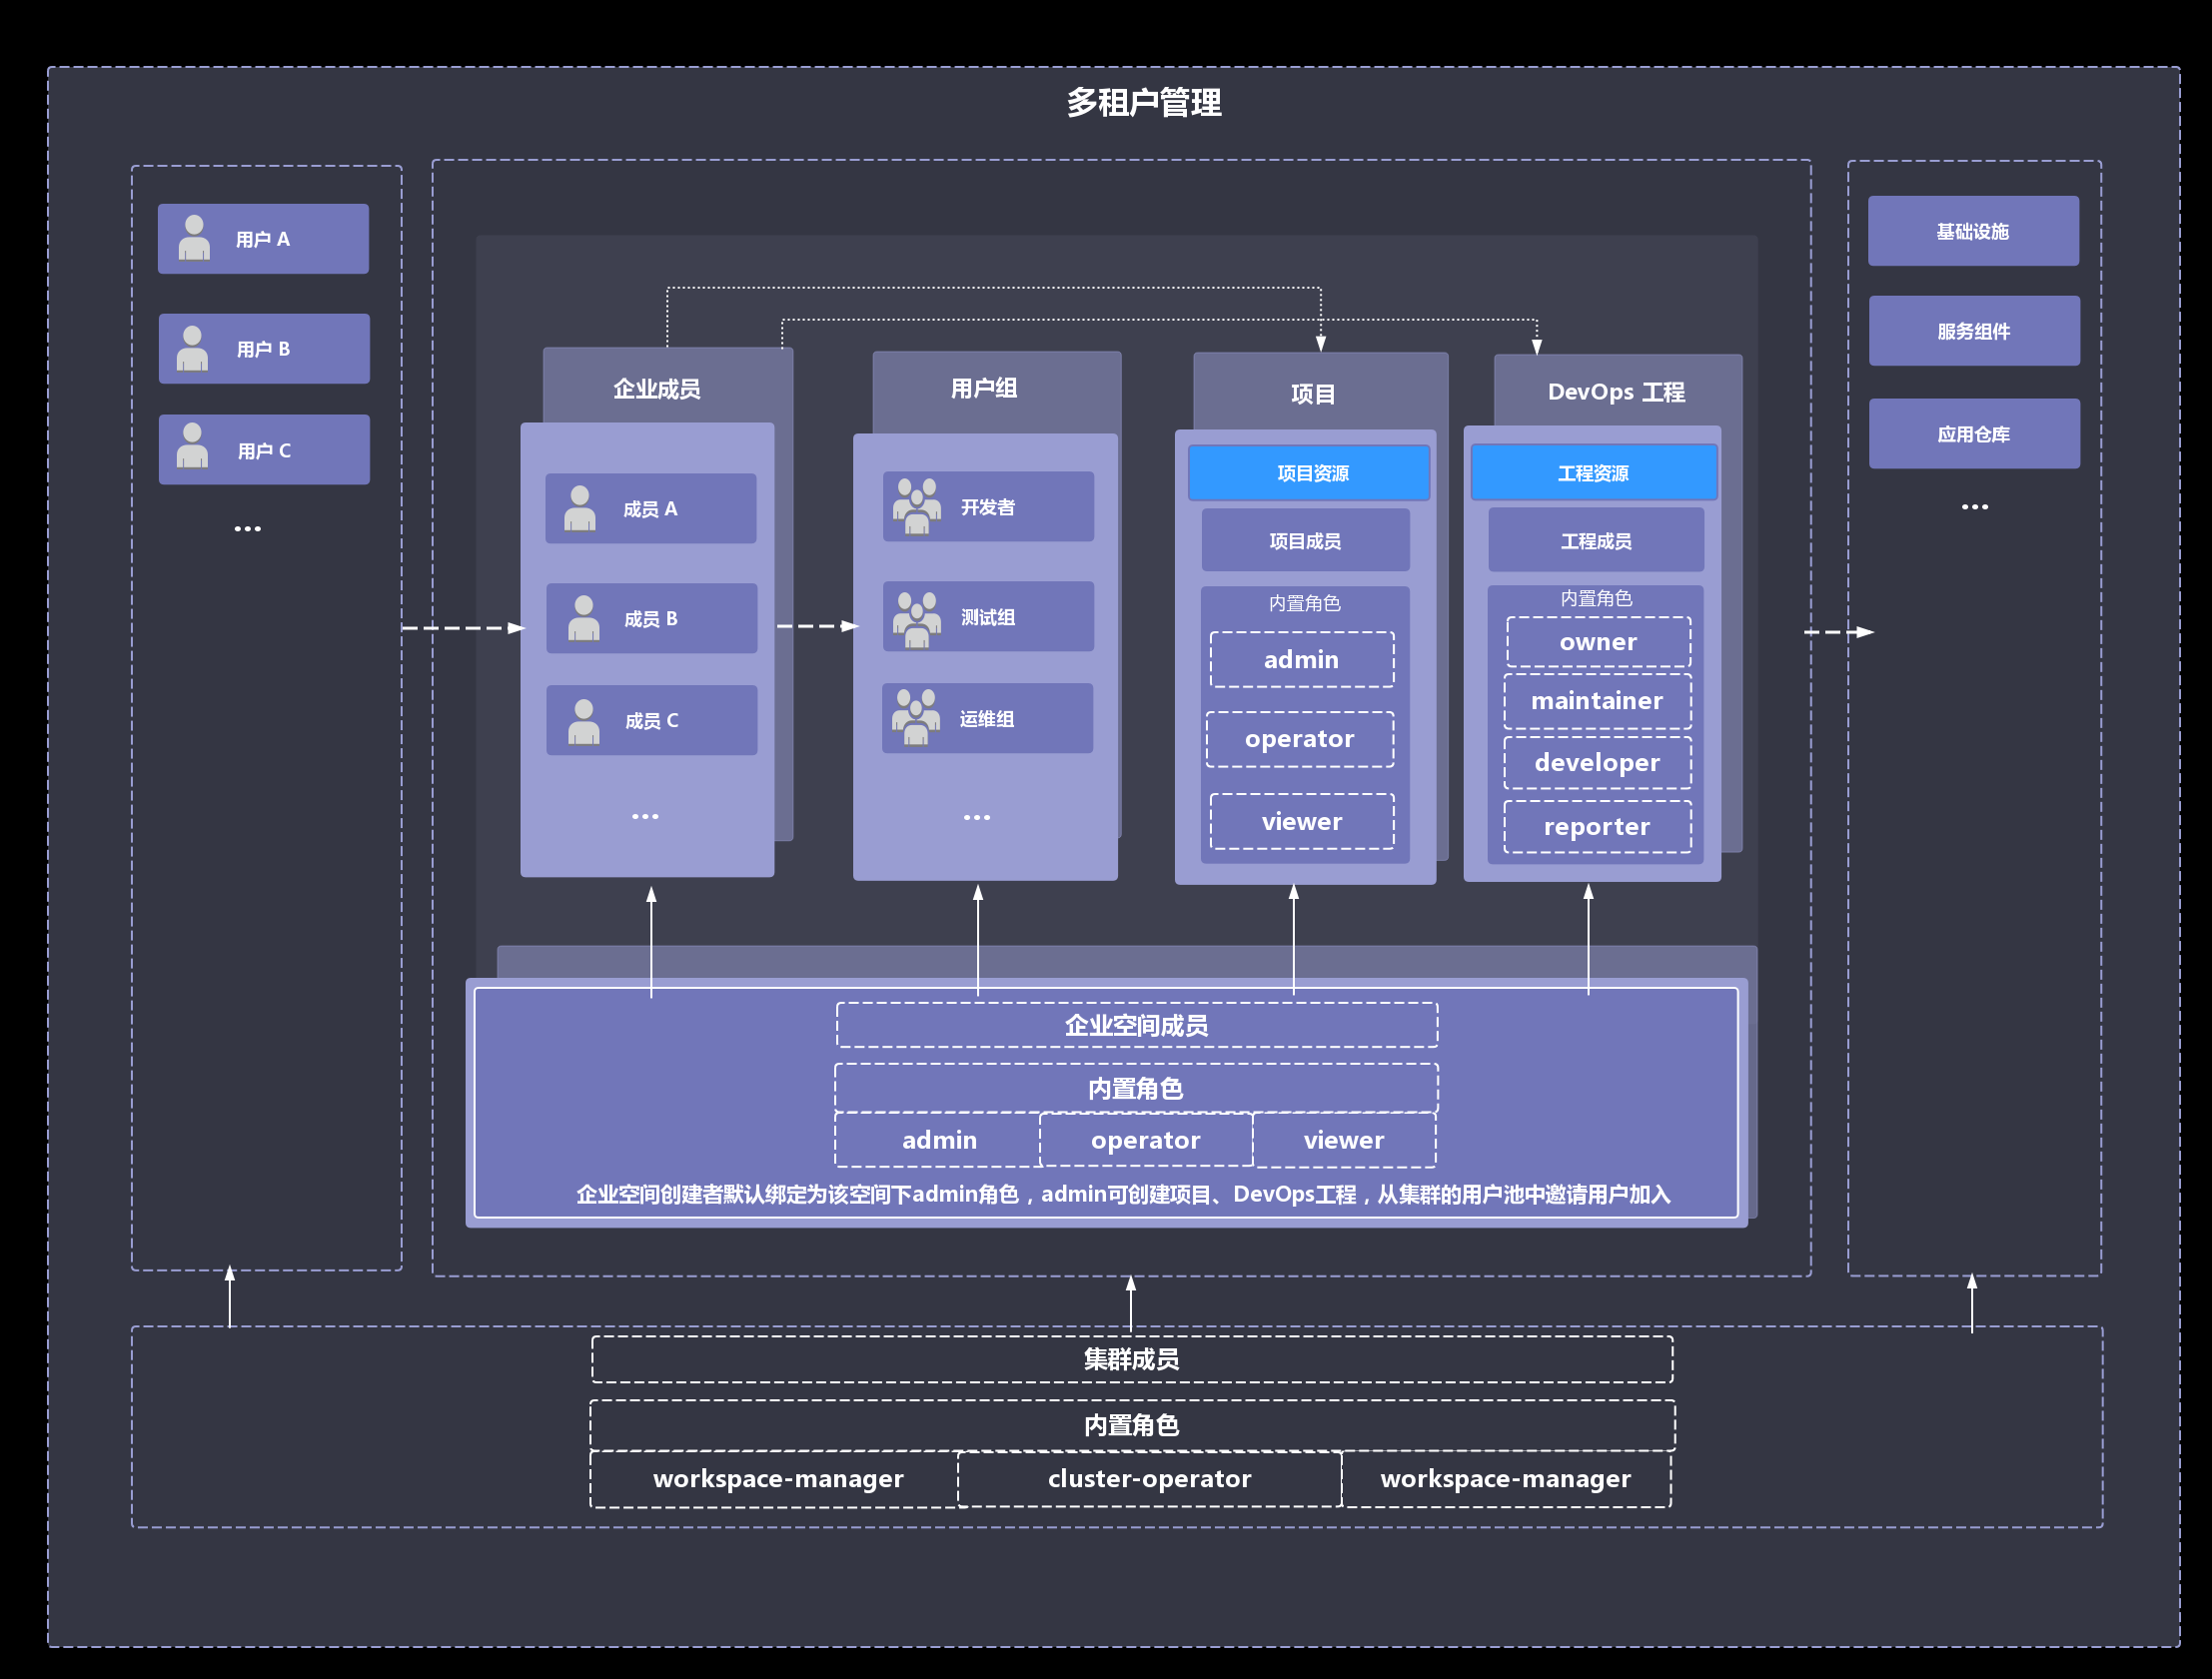 多租户管理
用户 A
用户 B
用户 C
...
企业成员
成员 A
成员 B
成员 C
...
用户组
开发者
测试组
运维组
...
项目
项目资源
项目成员
内置角色
admin
operator
viewer
DevOps 工程
工程资源
工程成员
内置角色
owner
maintainer
developer
reporter
基础设施
服务组件
应用仓库
...
企业空间成员
内置角色
admin operator viewer
企业空间创建者默认绑定为该空间下admin角色，admin可创建项目、DevOps工程，从集群的用户池中邀请用户加入
集群成员
内置角色
workspace-manager cluster-operator workspace-manager